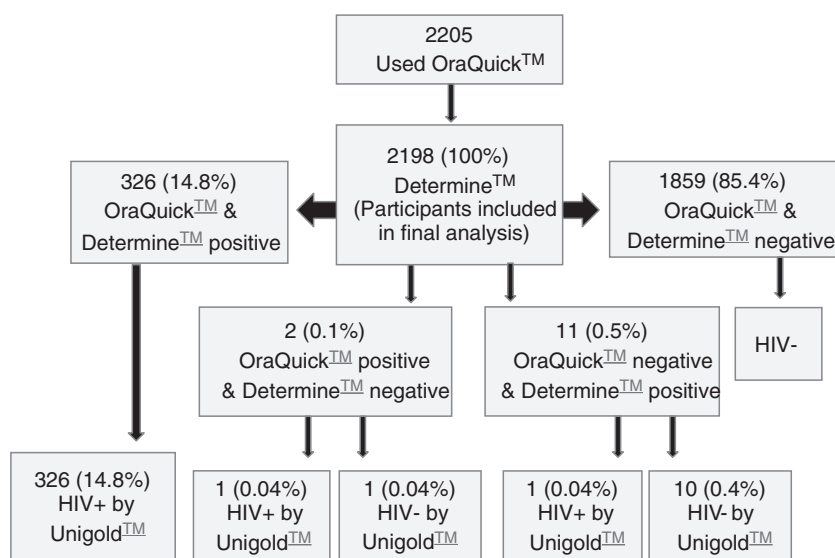 2205
Used OraQuick™
2198 (100%)
Determine™
(Participants included
in final analysis)
326 (14.8%)
OraQuick™ &
Determine™ positive
1859 (85.4%)
OraQuick™ &
Determine™ negative
2 (0.1%)
OraQuick™ positive
& Determine™ negative
11 (0.5%)
OraQuick™ negative
& Determine™ positive
HIV-
326 (14.8%)
HIV+ by
Unigold™
1 (0.04%)
HIV+ by
Unigold™
1 (0.04%)
HIV- by
Unigold™
1 (0.04%)
HIV+ by
Unigold™
10 (0.4%)
HIV- by
Unigold™